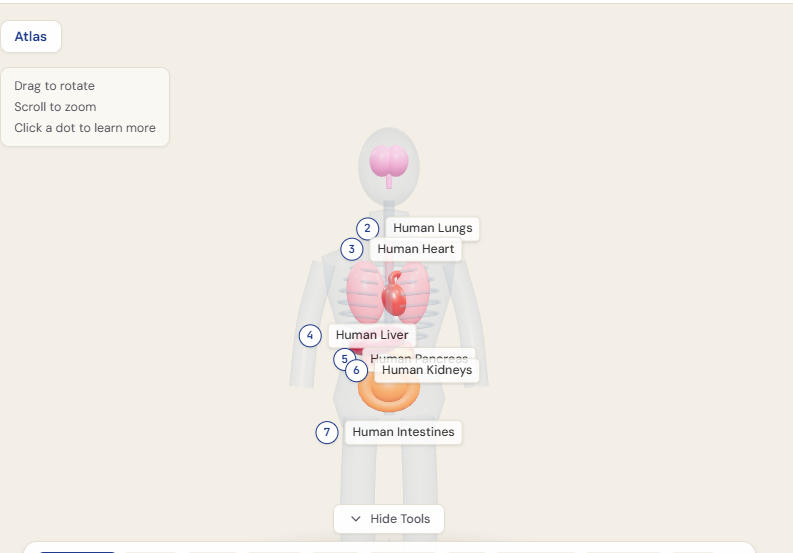 Atlas
Drag to rotate
Scroll to zoom
Click a dot to learn more
2 Human Lungs
3 Human Heart
4 Human Liver
5 Human Pancreas
6 Human Kidneys
7 Human Intestines
Hide Tools